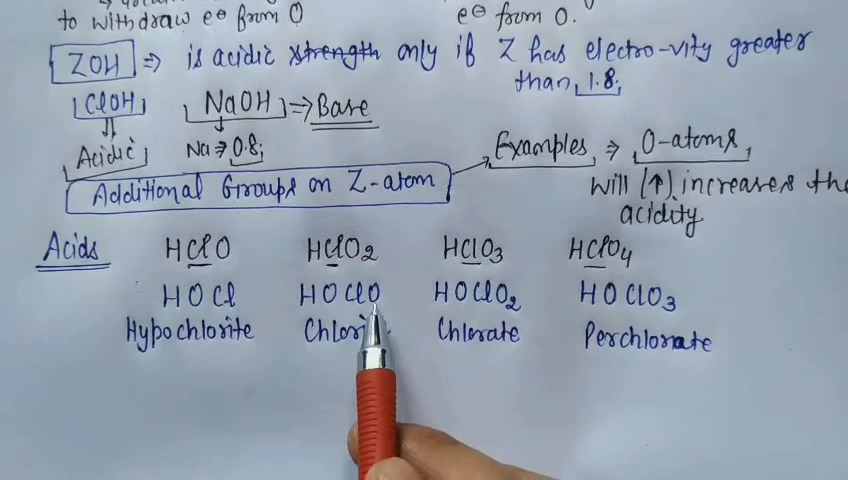 to withdraw e⊖ from O
e⊖ from O.
ZOH ⇒ is acidic strength only if Z has electro-vity greater
than 1.8;
ClOH NaOH ⇒ Base
Acidic Na ⇒ 0.8;
Examples ⇒ O-atoms
Additional Groups on Z-atom
will (↑) increases the
acidity
Acids HClO HClO2 HClO3 HClO4
HOCl HOClO HOClO2 HOClO3
Hypochlorite Chlori Chlorate Perchlorate